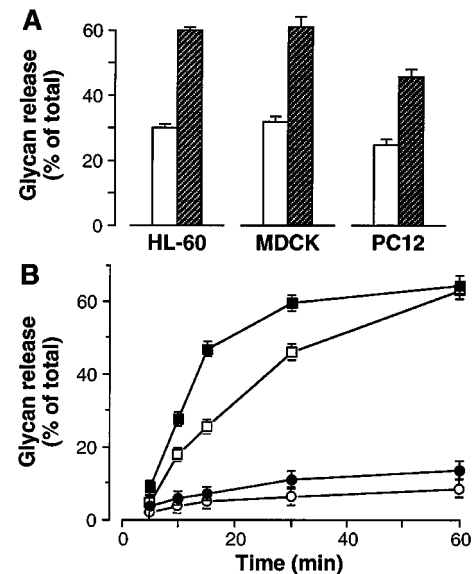 A
Glycan release
(% of total)
60
40
20
0
HL-60 MDCK PC12
B
Glycan release
(% of total)
60
40
20
0
0 20 40 60
Time (min)